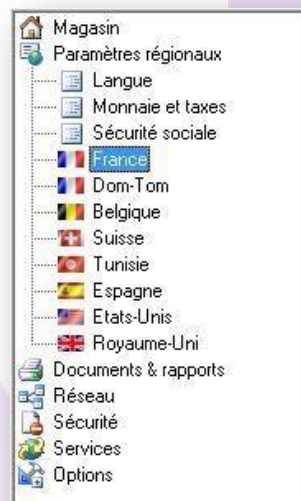 Magasin
Paramètres régionaux
Langue
Monnaie et taxes
Sécurité sociale
France
Dom-Tom
Belgique
Suisse
Tunisie
Espagne
Etats-Unis
Royaume-Uni
Documents & rapports
Réseau
Sécurité
Services
Options